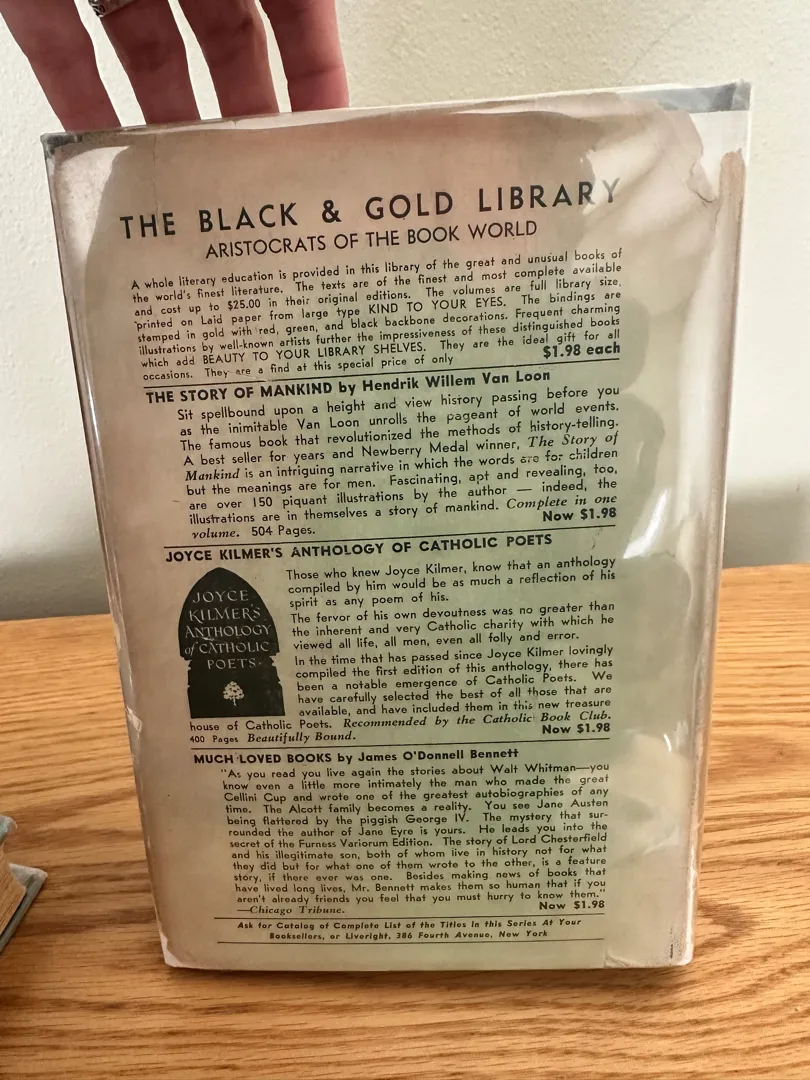 THE BLACK & GOLD LIBRARY
ARISTOCRATS OF THE BOOK WORLD
A whole literary education is provided in this library of the great and unusual books of
the world's finest literature. The texts are of the finest and most complete available
and cost up to $25.00 in their original editions. The volumes are full library size,
printed on Laid paper from large type KIND TO YOUR EYES. The bindings are
stamped in gold with red, green, and black backbone decorations. Frequent charming
illustrations by well-known artists further the impressiveness of these distinguished books
which add BEAUTY TO YOUR LIBRARY SHELVES. They are the ideal gift for all
occasions. They are a find at this special price of only $1.98 each
THE STORY OF MANKIND by Hendrik Willem Van Loon
Sit spellbound upon a height and view history passing before you
as the inimitable Van Loon unrolls the pageant of world events.
The famous book that revolutionized the methods of history-telling.
A best seller for years and Newberry Medal winner, The Story of
Mankind is an intriguing narrative in which the words are for children
but the meanings are for men. Fascinating, apt and revealing, too,
are over 150 piquant illustrations by the author — indeed, the
illustrations are in themselves a story of mankind. Complete in one
volume. 504 Pages. Now $1.98
JOYCE KILMER'S ANTHOLOGY OF CATHOLIC POETS
JOYCE
KILMER'S
ANTHOLOGY
of CATHOLIC
POETS
Those who knew Joyce Kilmer, know that an anthology
compiled by him would be as much a reflection of his
spirit as any poem of his.
The fervor of his own devoutness was no greater than
the inherent and very Catholic charity with which he
viewed all life, all men, even all folly and error.
In the time that has passed since Joyce Kilmer lovingly
compiled the first edition of this anthology, there has
been a notable emergence of Catholic Poets. We
have carefully selected the best of all those that are
available, and have included them in this new treasure
house of Catholic Poets. Recommended by the Catholic Book Club.
400 Pages Beautifully Bound. Now $1.98
MUCH LOVED BOOKS by James O'Donnell Bennett
"As you read you live again the stories about Walt Whitman—you
know even a little more intimately the man who made the great
Cellini Cup and wrote one of the greatest autobiographies of any
time. The Alcott family becomes a reality. You see Jane Austen
being flattered by the piggish George IV. The mystery that sur-
rounded the author of Jane Eyre is yours. He leads you into the
secret of the Furness Variorum Edition. The story of Lord Chesterfield
and his illegitimate son, both of whom live in history not for what
they did but for what one of them wrote to the other, is a feature
story, if there ever was one. Besides making news of books that
have lived long lives, Mr. Bennett makes them so human that if you
aren't already friends you feel that you must hurry to know them."
—Chicago Tribune. Now $1.98
Ask for Catalog of Complete List of the Titles In this Series At Your
Booksellers, or Liveright, 386 Fourth Avenue, New York